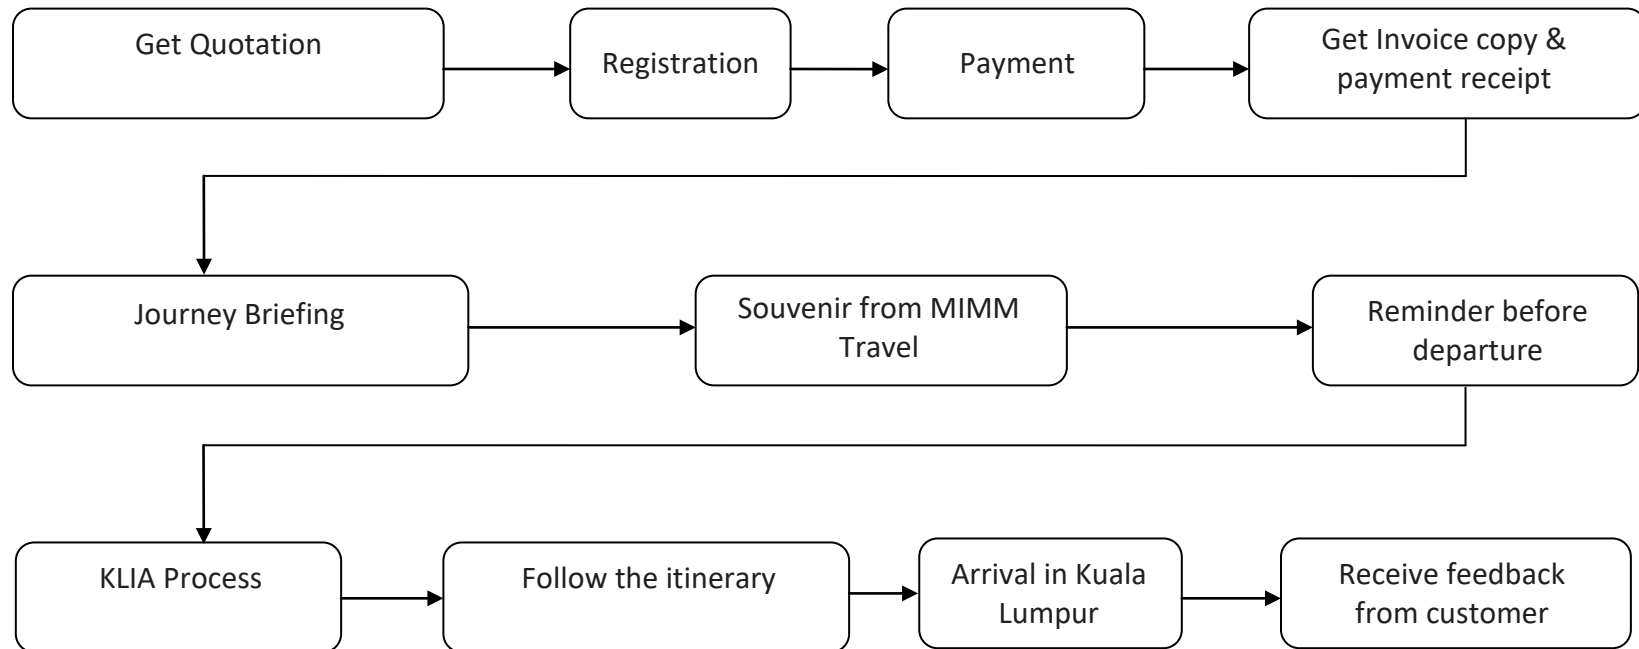 Get Quotation
Registration
Payment
Get Invoice copy &
payment receipt
Journey Briefing
Souvenir from MIMM
Travel
Reminder before
departure
KLIA Process
Follow the itinerary
Arrival in Kuala
Lumpur
Receive feedback
from customer